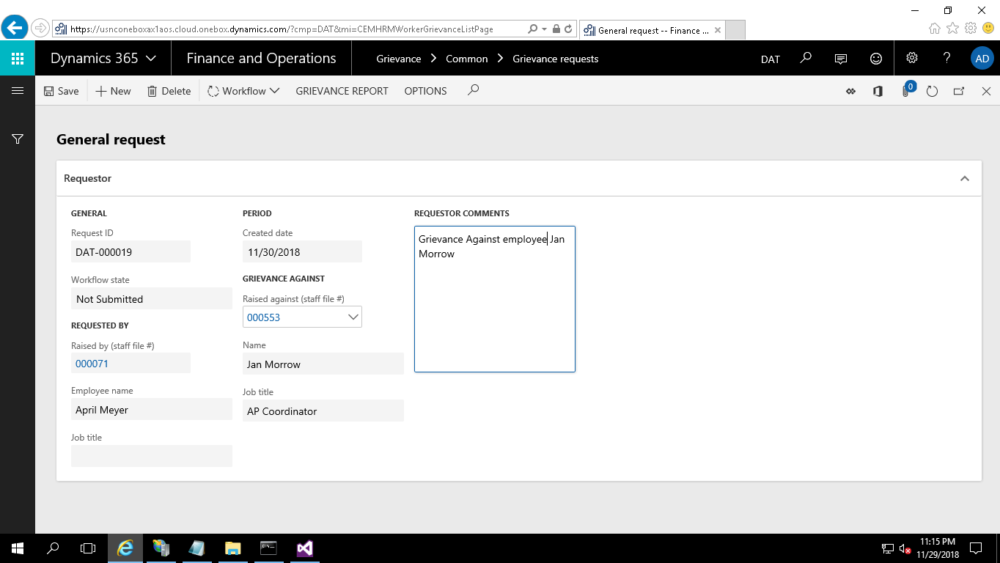 https://usnconeboxax1aos.cloud.onebox.dynamics.com/?cmp=DAT&mi=CEMHRMWorkerGrievanceListPage
General request -- Finance ...
Dynamics 365
Finance and Operations
Grievance > Common > Grievance requests
DAT
?
AD
Save
New
Delete
Workflow
GRIEVANCE REPORT
OPTIONS
0
General request
Requestor
GENERAL
Request ID
DAT-000019
Workflow state
Not Submitted
REQUESTED BY
Raised by (staff file #)
000071
Employee name
April Meyer
Job title
PERIOD
Created date
11/30/2018
GRIEVANCE AGAINST
Raised against (staff file #)
000553
Name
Jan Morrow
Job title
AP Coordinator
REQUESTOR COMMENTS
Grievance Against employee Jan
Morrow
11:15 PM
11/29/2018